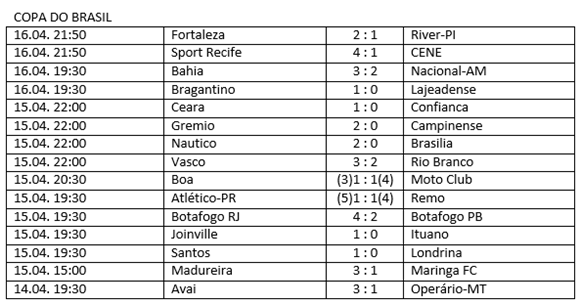 COPA DO BRASIL
16.04. 21:50 Fortaleza 2 : 1 River-PI
16.04. 21:50 Sport Recife 4 : 1 CENE
16.04. 19:30 Bahia 3 : 2 Nacional-AM
16.04. 19:30 Bragantino 1 : 0 Lajeadense
15.04. 22:00 Ceara 1 : 0 Confianca
15.04. 22:00 Gremio 2 : 0 Campinense
15.04. 22:00 Nautico 2 : 0 Brasilia
15.04. 22:00 Vasco 3 : 2 Rio Branco
15.04. 20:30 Boa (3)1 : 1(4) Moto Club
15.04. 19:30 Atlético-PR (5)1 : 1(4) Remo
15.04. 19:30 Botafogo RJ 4 : 2 Botafogo PB
15.04. 19:30 Joinville 1 : 0 Ituano
15.04. 19:30 Santos 1 : 0 Londrina
15.04. 15:00 Madureira 3 : 1 Maringa FC
14.04. 19:30 Avai 3 : 1 Operário-MT